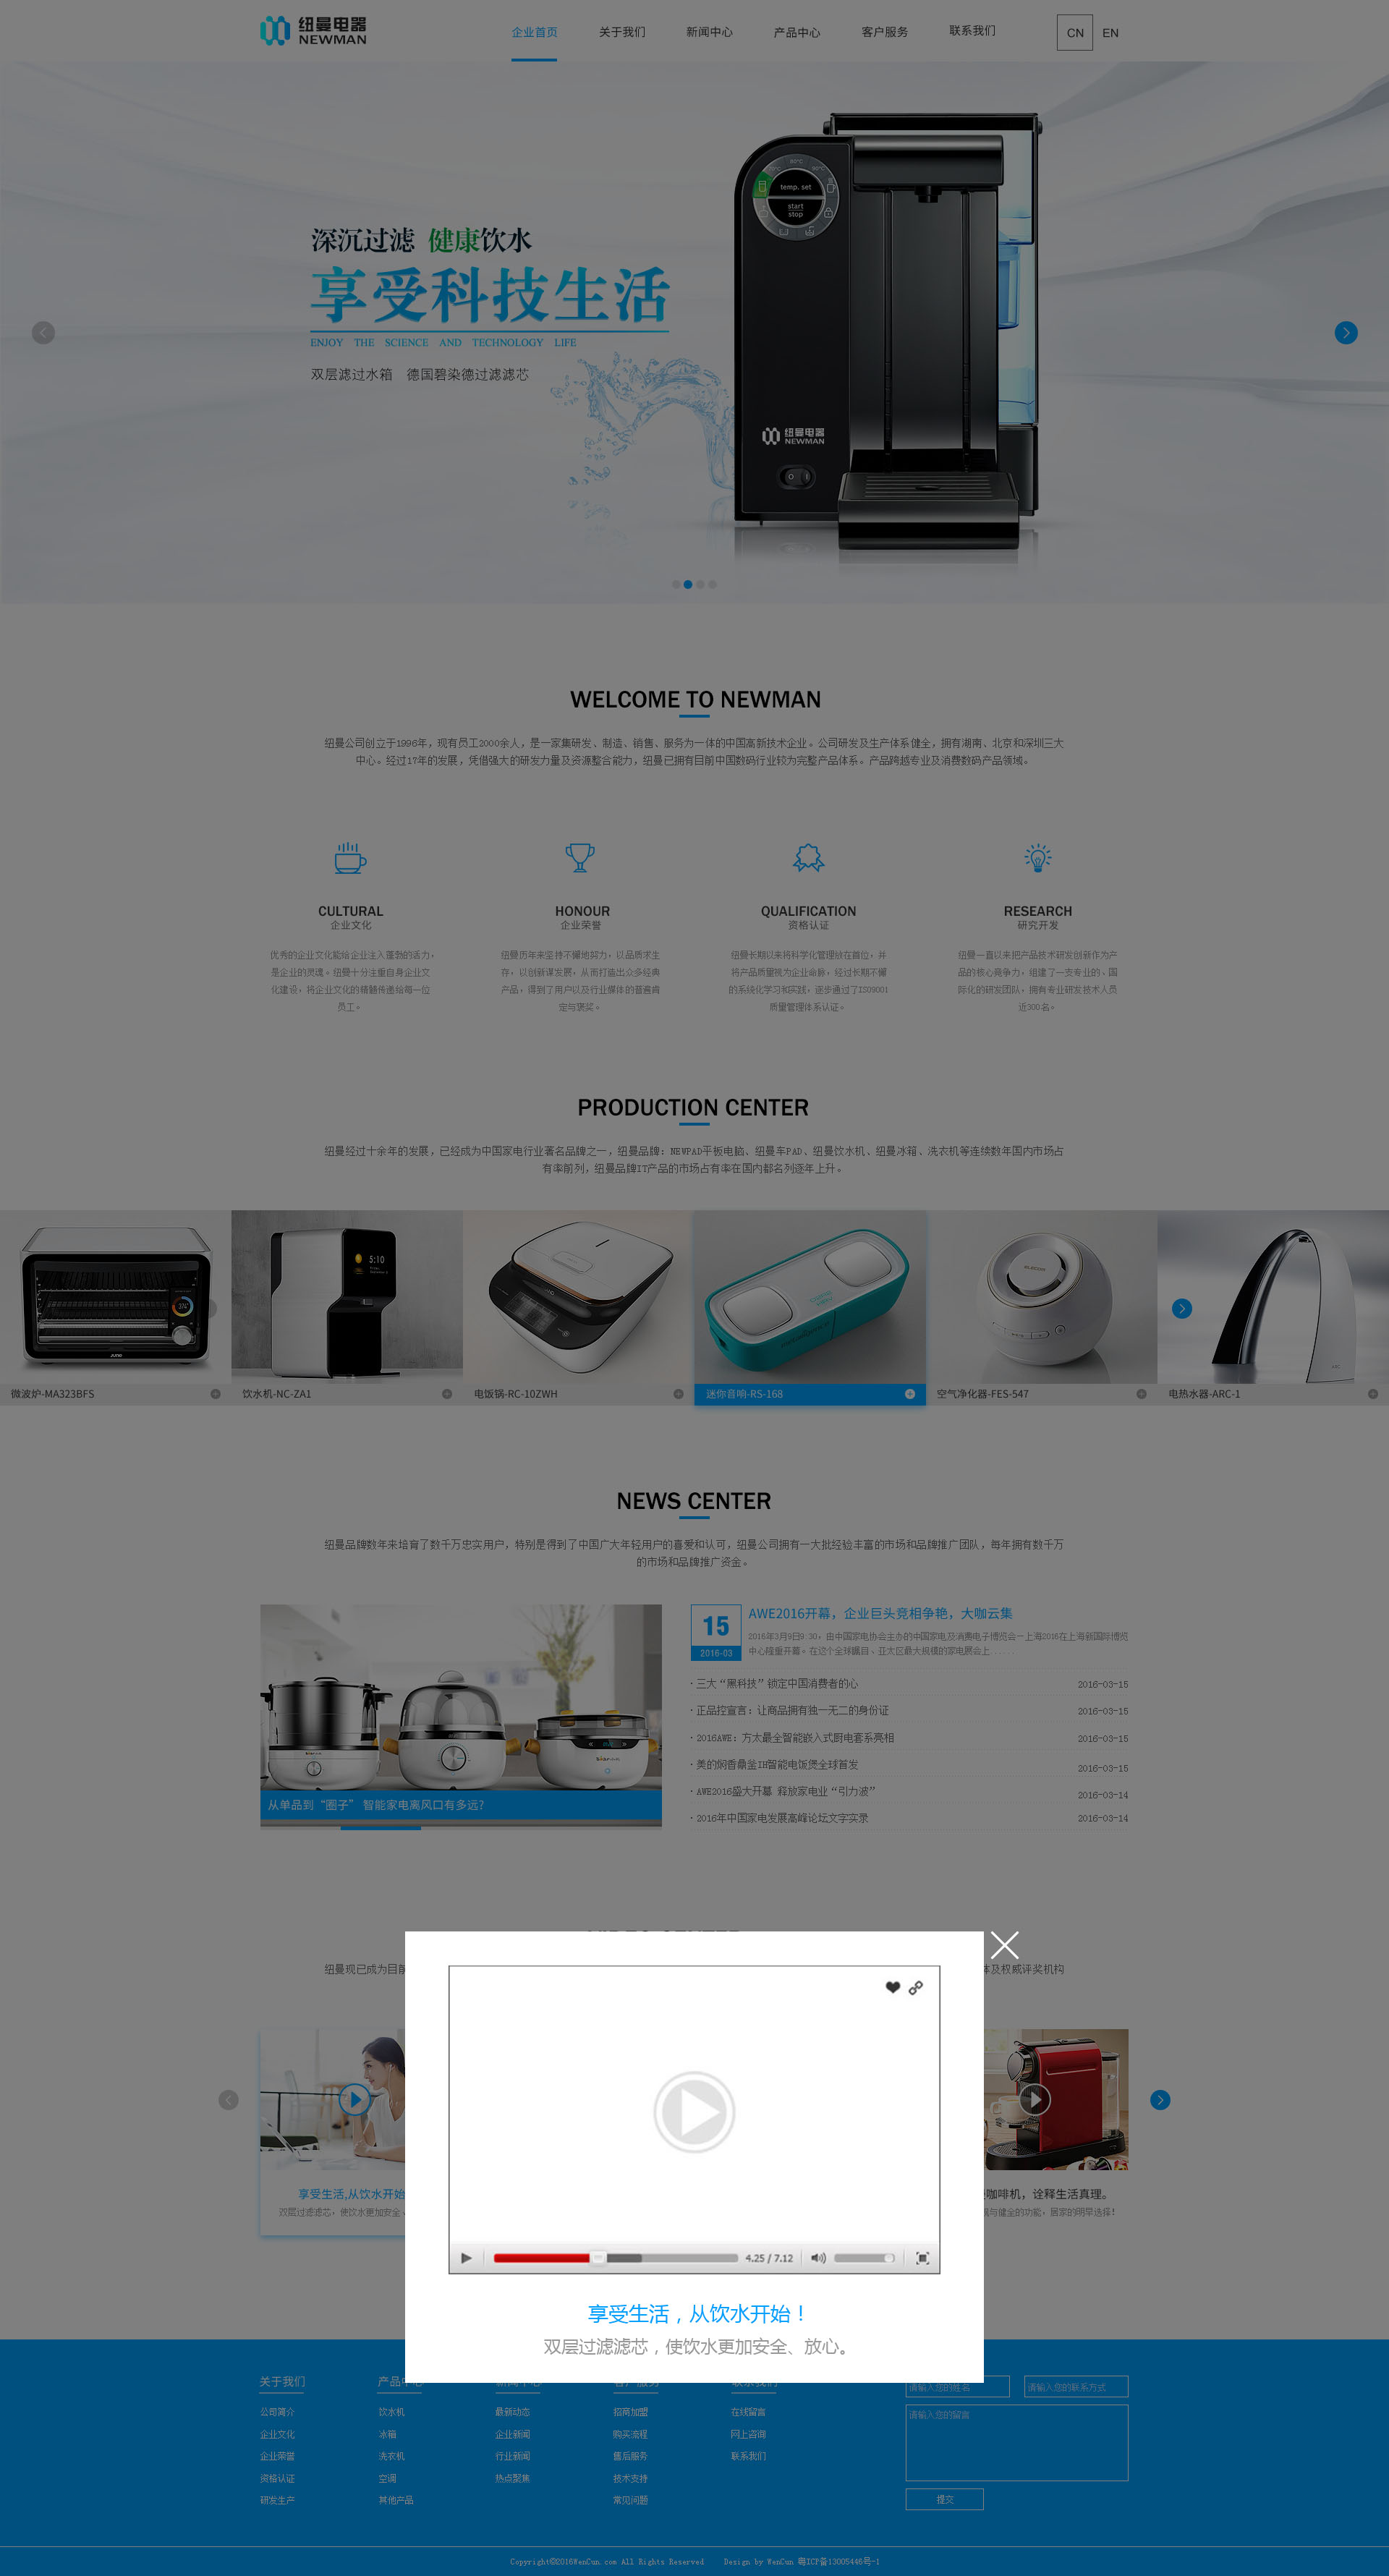 纽曼电器
NEWMAN
企业首页
关于我们
新闻中心
产品中心
客户服务
联系我们
CN
EN
temp. set
start
stop
深沉过滤 健康饮水
享受科技生活
ENJOY THE SCIENCE AND TECHNOLOGY LIFE
双层滤过水箱 德国碧染德过滤滤芯
纽曼电器
NEWMAN
WELCOME TO NEWMAN
纽曼公司创立于1996年，现有员工2000余人，是一家集研发、制造、销售、服务为一体的中国高新技术企业。公司研发及生产体系健全，拥有湖南、北京和深圳三大
中心。经过17年的发展，凭借强大的研发力量及资源整合能力，纽曼已拥有目前中国数码行业较为完整产品体系。产品跨越专业及消费数码产品领域。
CULTURAL
企业文化
优秀的企业文化能给企业注入蓬勃的活力，
是企业的灵魂。纽曼十分注重自身企业文
化建设，将企业文化的精髓传递给每一位
员工。
HONOUR
企业荣誉
纽曼历年来坚持不懈地努力，以品质求生
存，以创新谋发展，从而打造出众多经典
产品，得到了用户以及行业媒体的普遍肯
定与褒奖。
QUALIFICATION
资格认证
纽曼长期以来将科学化管理放在首位，并
将产品质量视为企业命脉，经过长期不懈
的系统化学习和实践，逐步通过了ISO9001
质量管理体系认证。
RESEARCH
研究开发
纽曼一直以来把产品技术研发创新作为产
品的核心竞争力，组建了一支专业的、国
际化的研发团队，拥有专业研发技术人员
近300名。
PRODUCTION CENTER
纽曼经过十余年的发展，已经成为中国家电行业著名品牌之一，纽曼品牌：NEWPAD平板电脑、纽曼车PAD、纽曼饮水机、纽曼冰箱、洗衣机等连续数年国内市场占
有率前列，纽曼品牌IT产品的市场占有率在国内都名列逐年上升。
5:10
微波炉-MA323BFS
饮水机-NC-ZA1
电饭锅-RC-10ZWH
迷你音响-RS-168
空气净化器-FES-547
电热水器-ARC-1
NEWS CENTER
纽曼品牌数年来培育了数千万忠实用户，特别是得到了中国广大年轻用户的喜爱和认可，纽曼公司拥有一大批经验丰富的市场和品牌推广团队，每年拥有数千万
的市场和品牌推广资金。
从单品到“圈子” 智能家电离风口有多远?
15
2016-03
AWE2016开幕，企业巨头竞相争艳，大咖云集
2016年3月9日9:30，由中国家电协会主办的中国家电及消费电子博览会—上海2016在上海新国际博览
中心隆重开幕。在这个全球瞩目、亚太区最大规模的家电展会上......
· 三大“黑科技”锁定中国消费者的心 2016-03-15
· 正品控宣言：让商品拥有独一无二的身份证 2016-03-15
· 2016AWE：方太最全智能嵌入式厨电套系亮相 2016-03-15
· 美的焖香鼎釜IH智能电饭煲全球首发 2016-03-15
· AWE2016盛大开幕 释放家电业“引力波” 2016-03-14
· 2016年中国家电发展高峰论坛文字实录 2016-03-14
纽曼现已成为目前
体及权威评奖机构
享受生活,从饮水开始
双层过滤滤芯，使饮水更加安全、
咖啡机，诠释生活真理。
与健全的功能，居家的明早选择！
4.25 / 7.12
享受生活，从饮水开始！
双层过滤滤芯，使饮水更加安全、放心。
关于我们
公司简介
企业文化
企业荣誉
资格认证
研发生产
产品中心
饮水机
冰箱
洗衣机
空调
其他产品
新闻中心
最新动态
企业新闻
行业新闻
热点聚焦
客户服务
招商加盟
购买流程
售后服务
技术支持
常见问题
联系我们
在线留言
网上咨询
联系我们
请输入您的姓名
请输入您的联系方式
请输入您的留言
提交
Copyright©2016WenCun.com All Rights Reserved Design by WenCun 粤ICP备13005446号-1